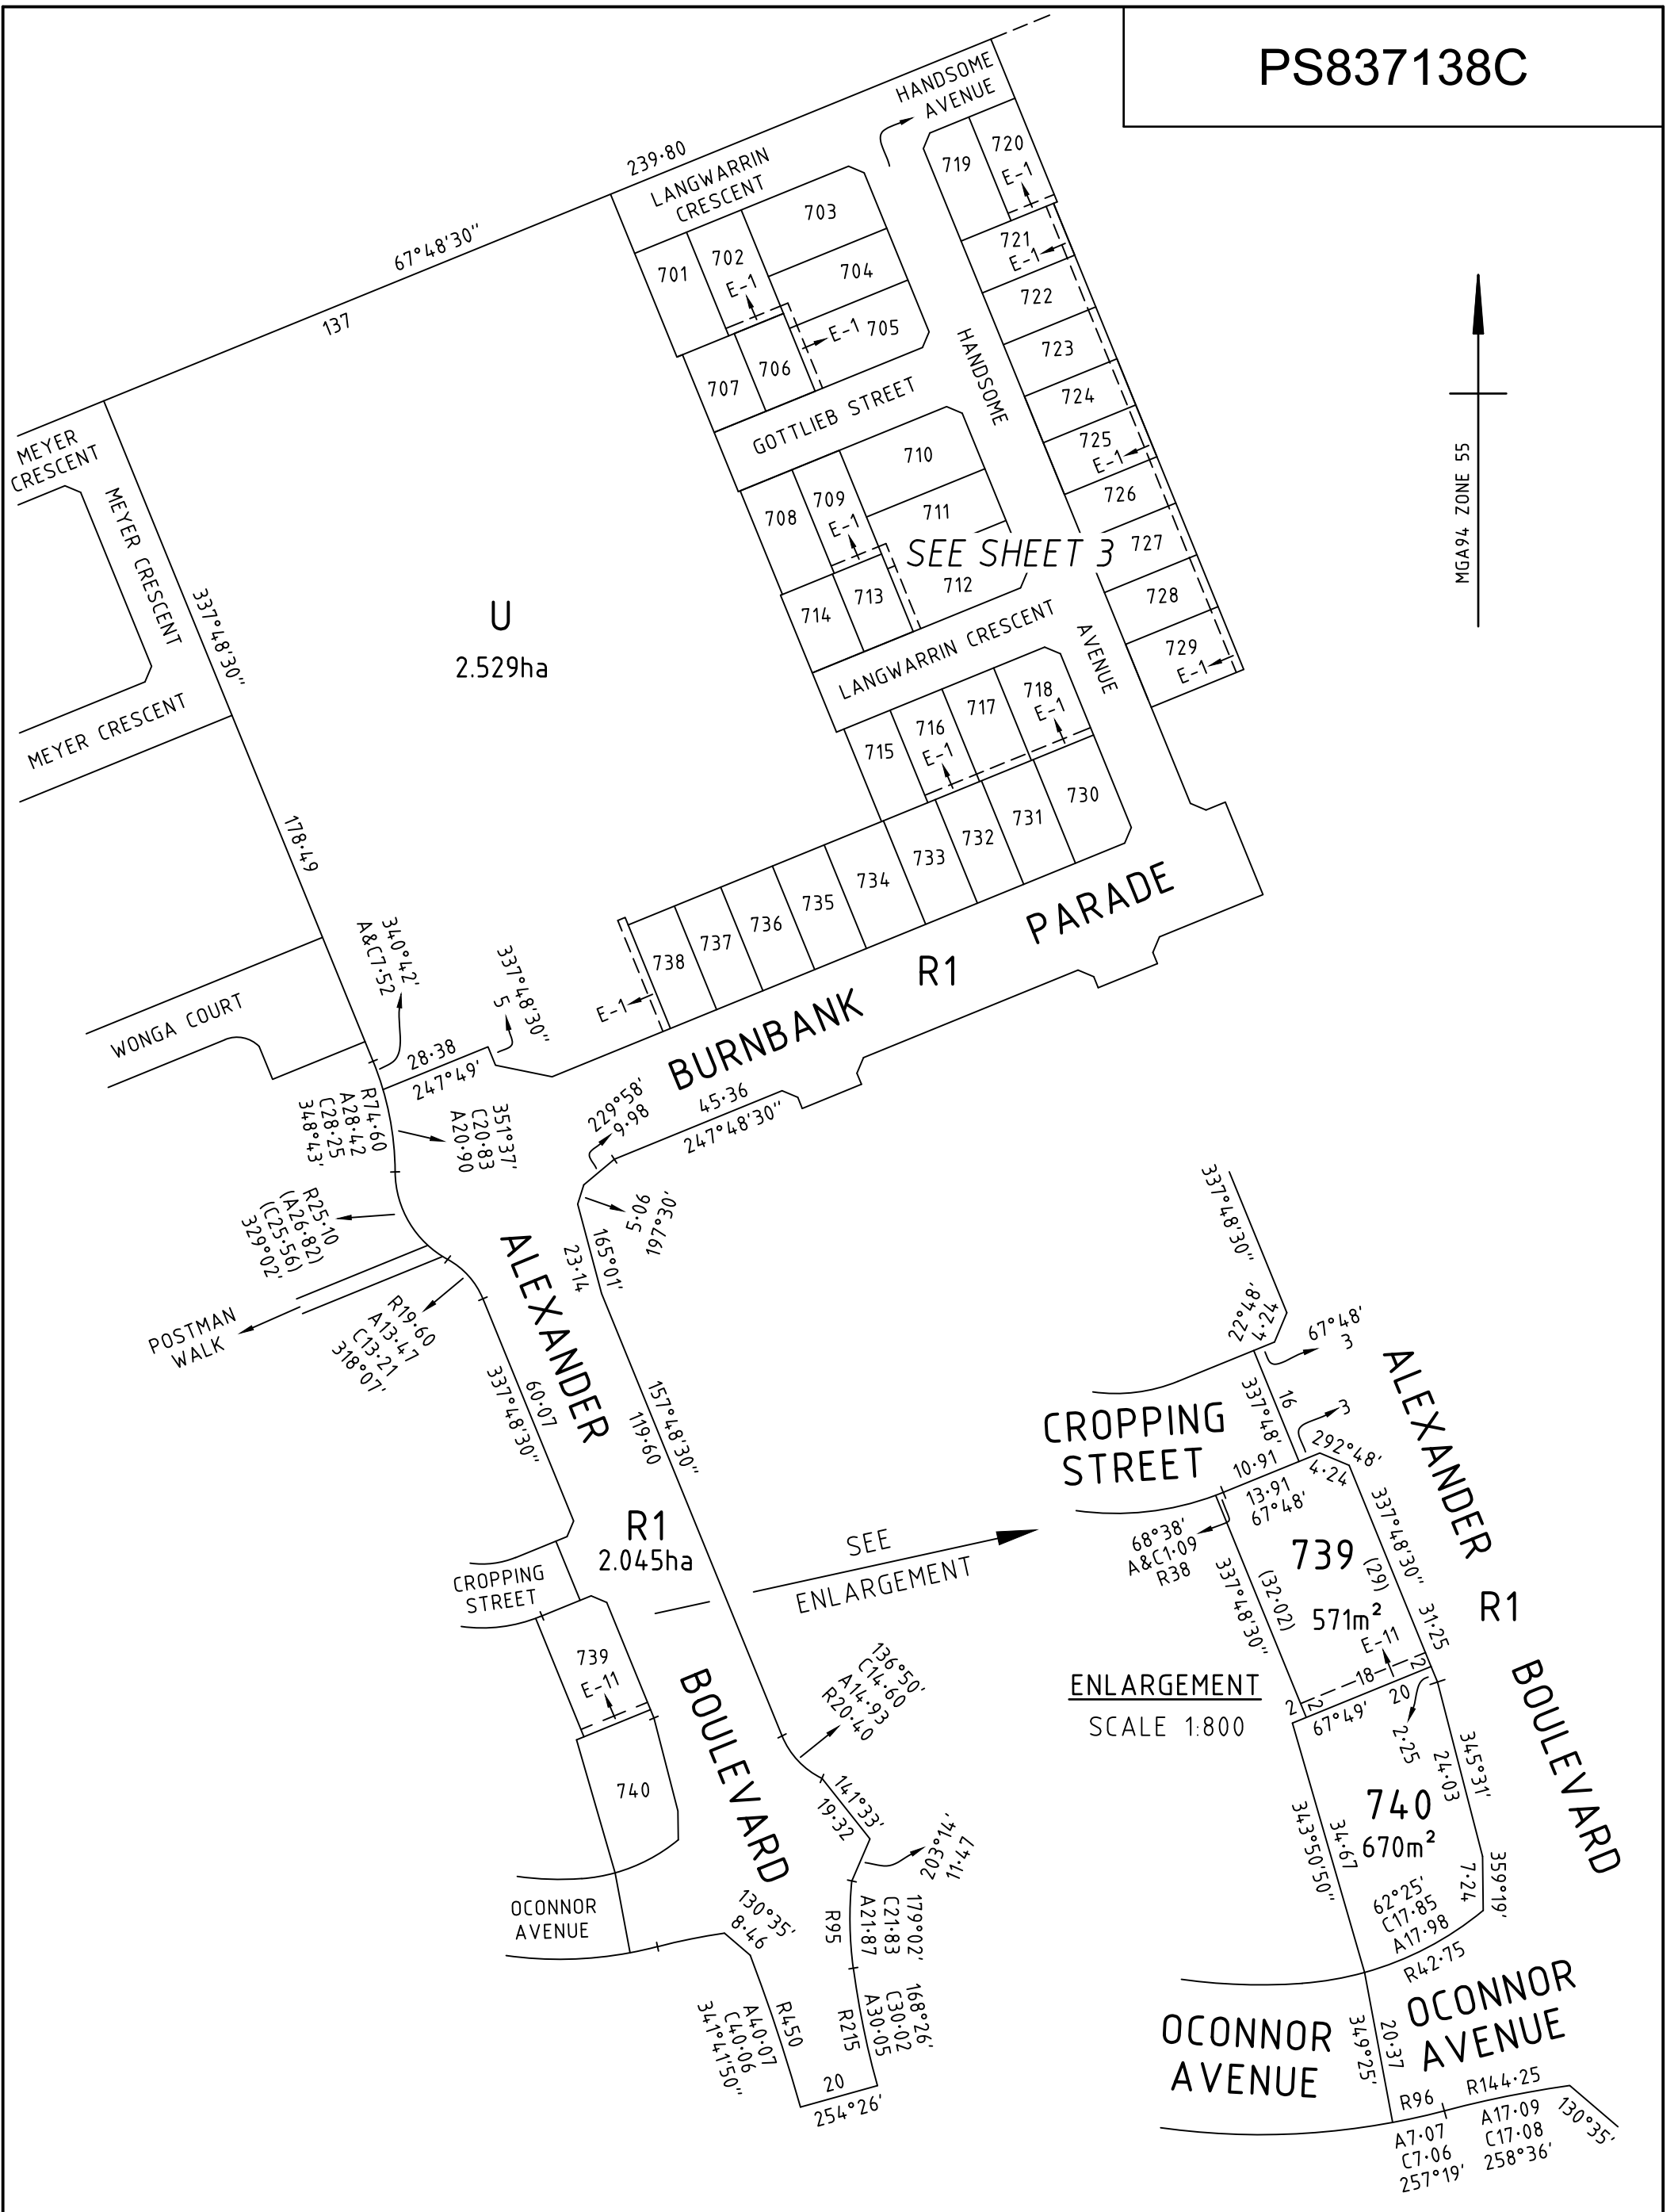 PS837138C
HANDSOME
AVENUE
239·80
LANGWARRIN
CRESCENT
67°48'30"
137
719
720
E-1
721
E-1
722
723
724
725
E-1
726
727
728
729
E-1
701
702
E-1
703
704
E-1 705
706
707
GOTTLIEB STREET
HANDSOME
AVENUE
708
709
E-1
710
711
SEE SHEET 3
712
713
714
LANGWARRIN CRESCENT
715
716
E-1
717
718
E-1
730
731
732
733
734
735
736
737
738
E-1
MGA94 ZONE 55
MEYER
CRESCENT
MEYER CRESCENT
MEYER CRESCENT
337°48'30"
178·49
U
2.529ha
WONGA COURT
340°42'
A&C7·52
337°48'30"
5
28·38
247°49'
BURNBANK
R1
PARADE
R74·60
A28·42
C28·25
348°43'
351°37'
C20·83
A20·90
229°58'
9·98
45·36
247°48'30"
R25·10
(A26·82)
(C25·56)
329°02'
5·06
197°30'
165°01'
23·14
POSTMAN
WALK
R19·60
A13·47
C13·21
318°07'
60·07
337°48'30"
ALEXANDER
157°48'30"
119·60
R1
2.045ha
CROPPING
STREET
SEE
ENLARGEMENT
739
E-11
740
BOULEVARD
136°50'
C14·60
A14·93
R20·40
141°33'
19·32
203°14'
11·47
OCONNOR
AVENUE
130°35'
8·46
179°02'
C21·83
A21·87
R95
168°26'
C30·02
A30·05
R215
R450
A40·07
C40·06
341°41'50"
20
254°26'
337°48'30"
22°48'
4·24
67°48'
3
CROPPING
STREET
16
337°48'
3
292°48'
4·24
10·91
13·91
67°48'
68°38'
A&C1·09
R38
ALEXANDER
337°48'30"
(29)
31·25
739
571m²
E-11
337°48'30"
(32·02)
R1
ENLARGEMENT
SCALE 1:800
2
2
18
2
20
67°49'
2·25
BOULEVARD
345°31'
24·03
740
670m²
343°50'50"
34·67
359°19'
7·24
62°25'
C17·85
A17·98
R42·75
OCONNOR
AVENUE
OCONNOR
AVENUE
20·37
349°25'
R96
R144·25
A7·07
C7·06
257°19'
A17·09
C17·08
258°36'
130°35'